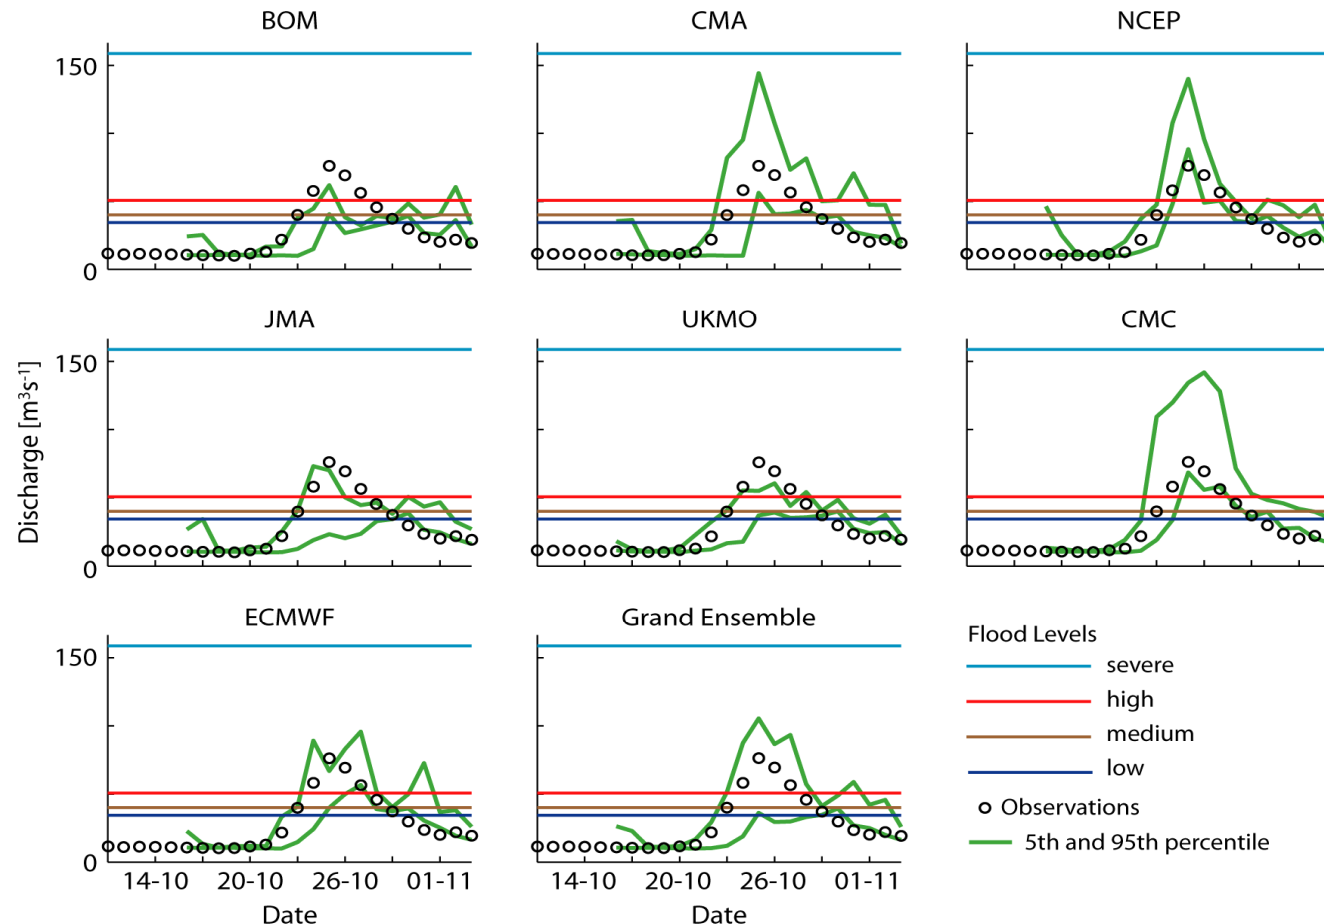 BOM
CMA
NCEP
150
0
JMA
UKMO
CMC
150
0
Discharge [m³s⁻¹]
ECMWF
Grand Ensemble
150
0
14-10 20-10 26-10 01-11
14-10 20-10 26-10 01-11
Date
Date
Flood Levels
severe
high
medium
low
Observations
5th and 95th percentile